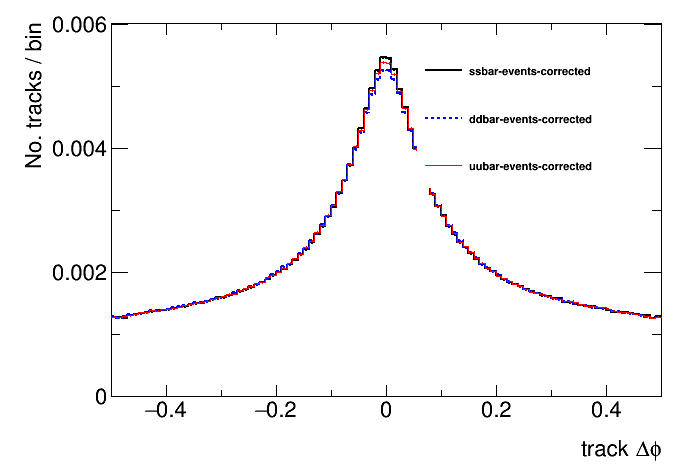 0.006
0.004
0.002
0
No. tracks / bin
ssbar-events-corrected
ddbar-events-corrected
uubar-events-corrected
−0.4 −0.2 0 0.2 0.4
track Δϕ